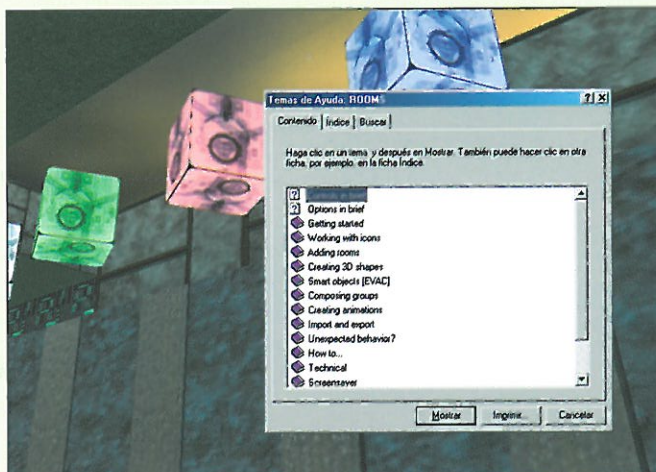 Temas de Ayuda: ROOMS
Contenido Índice Buscar
Haga clic en un tema y después en Mostrar. También puede hacer clic en otra
ficha, por ejemplo, en la ficha Índice.
in brief
Options in brief
Getting started
Working with icons
Adding rooms
Creating 3D shapes
Smart objects [EVAC]
Composing groups
Creating animations
Import and export
Unexpected behavior?
How to...
Technical
Screensaver
Mostrar Imprimir... Cancelar